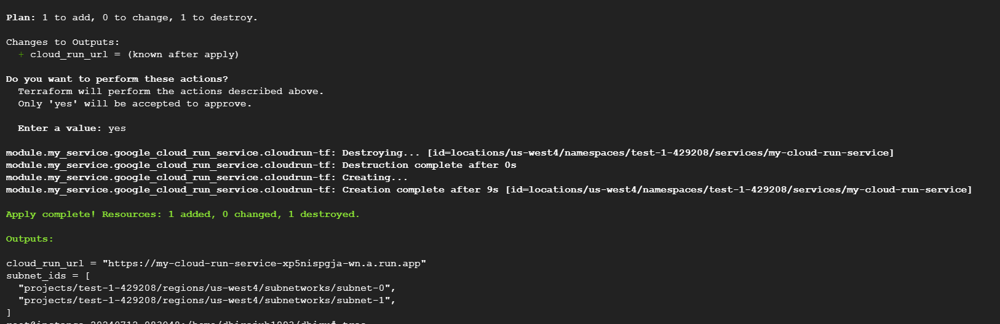 Plan: 1 to add, 0 to change, 1 to destroy.
Changes to Outputs:
+ cloud_run_url = (known after apply)
Do you want to perform these actions?
Terraform will perform the actions described above.
Only 'yes' will be accepted to approve.
Enter a value: yes
module.my_service.google_cloud_run_service.cloudrun-tf: Destroying... [id=locations/us-west4/namespaces/test-1-429208/services/my-cloud-run-service]
module.my_service.google_cloud_run_service.cloudrun-tf: Destruction complete after 0s
module.my_service.google_cloud_run_service.cloudrun-tf: Creating...
module.my_service.google_cloud_run_service.cloudrun-tf: Creation complete after 9s [id=locations/us-west4/namespaces/test-1-429208/services/my-cloud-run-service]
Apply complete! Resources: 1 added, 0 changed, 1 destroyed.
Outputs:
cloud_run_url = "https://my-cloud-run-service-xp5nispgja-wn.a.run.app"
subnet_ids = [
"projects/test-1-429208/regions/us-west4/subnetworks/subnet-0",
"projects/test-1-429208/regions/us-west4/subnetworks/subnet-1",
]